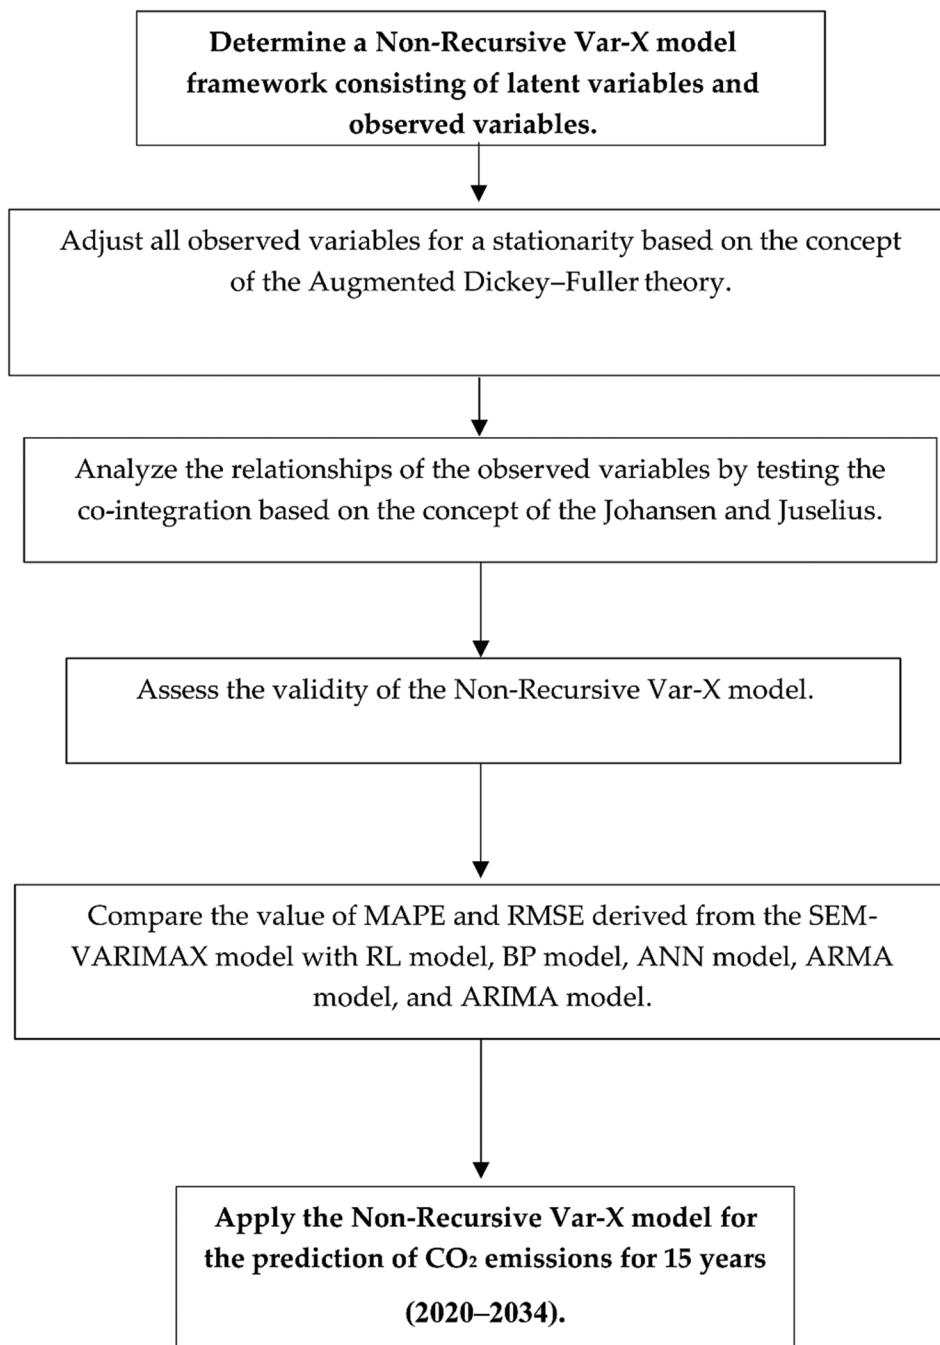 Determine a Non-Recursive Var-X model
framework consisting of latent variables and
observed variables.
Adjust all observed variables for a stationarity based on the concept
of the Augmented Dickey–Fuller theory.
Analyze the relationships of the observed variables by testing the
co-integration based on the concept of the Johansen and Juselius.
Assess the validity of the Non-Recursive Var-X model.
Compare the value of MAPE and RMSE derived from the SEM-
VARIMAX model with RL model, BP model, ANN model, ARMA
model, and ARIMA model.
Apply the Non-Recursive Var-X model for
the prediction of CO₂ emissions for 15 years
(2020–2034).